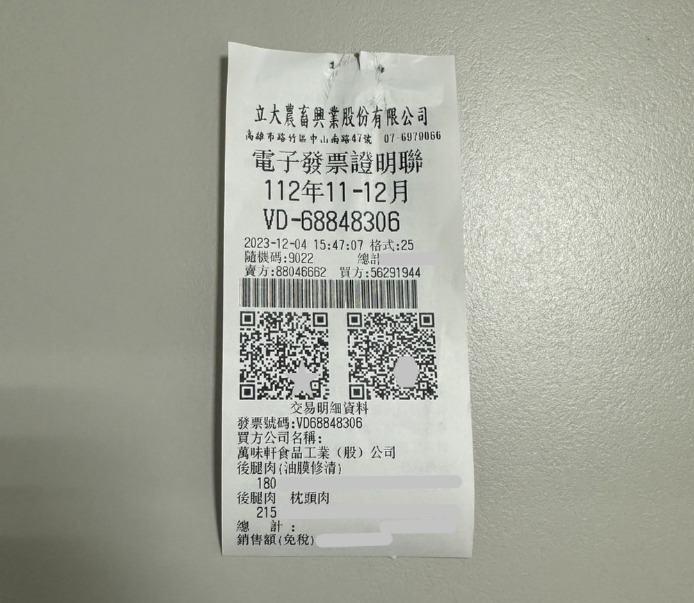 立大農畜興業股份有限公司
高雄市路竹區中山南路47號 07-6979066
電子發票證明聯
112年11-12月
VD-68848306
2023-12-04 15:47:07 格式:25
隨機碼:9022 總計
賣方:88046662 買方:56291944
交易明細資料
發票號碼:VD68848306
買方公司名稱:
萬味軒食品工業(股)公司
後腿肉(油膜修清)
180
後腿肉 枕頭肉
215
總 計:
銷售額(免稅)